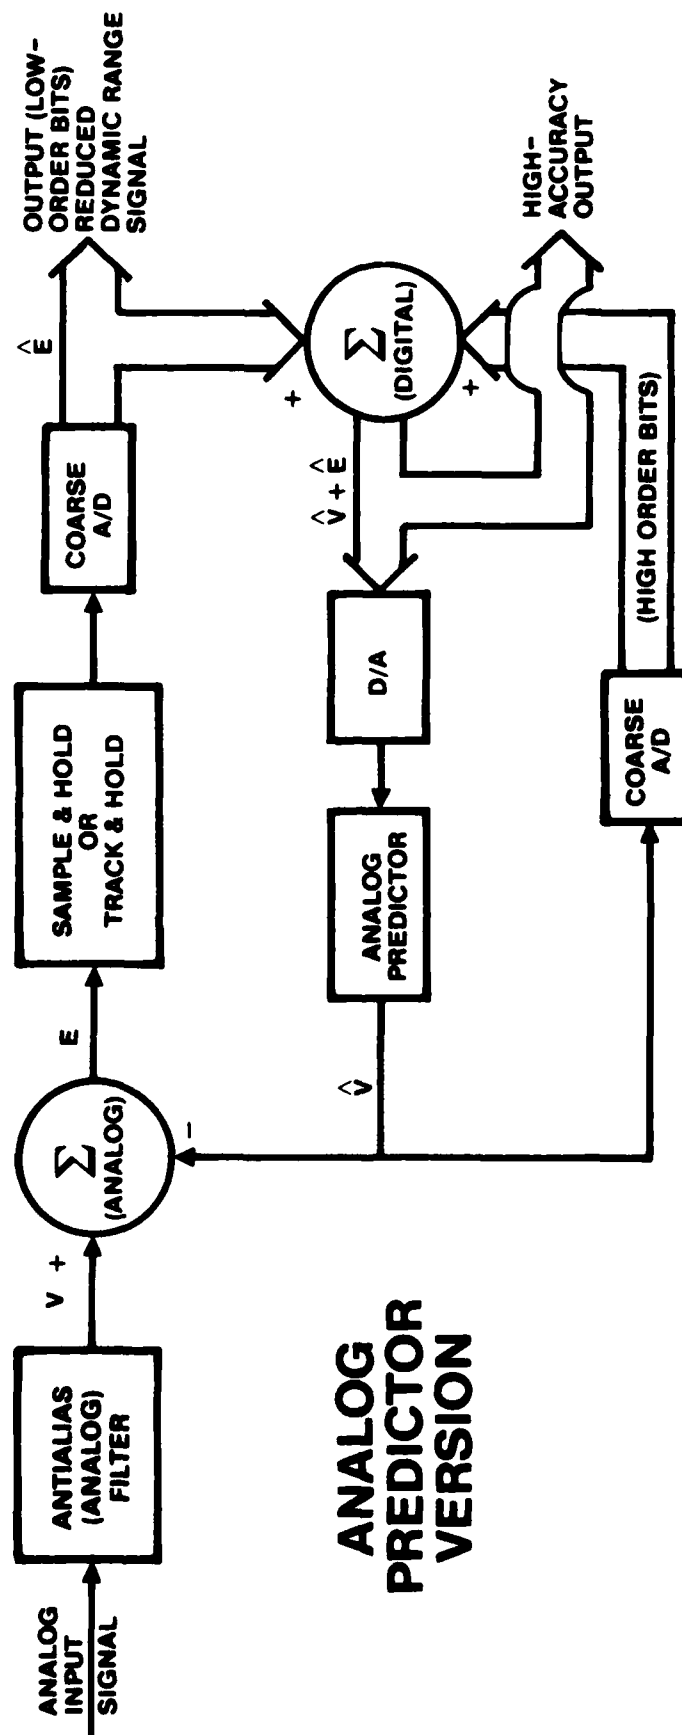 ANALOG
INPUT
SIGNAL
ANTIALIAS
(ANALOG)
FILTER
V +
Σ
(ANALOG)
−
E
SAMPLE & HOLD
OR
TRACK & HOLD
COARSE
A/D
Ê
OUTPUT (LOW-
ORDER BITS)
REDUCED
DYNAMIC RANGE
SIGNAL
+
Σ
(DIGITAL)
+
V̂ + Ê
D/A
ANALOG
PREDICTOR
V̂
COARSE
A/D
(HIGH ORDER BITS)
HIGH-
ACCURACY
OUTPUT
ANALOG
PREDICTOR
VERSION